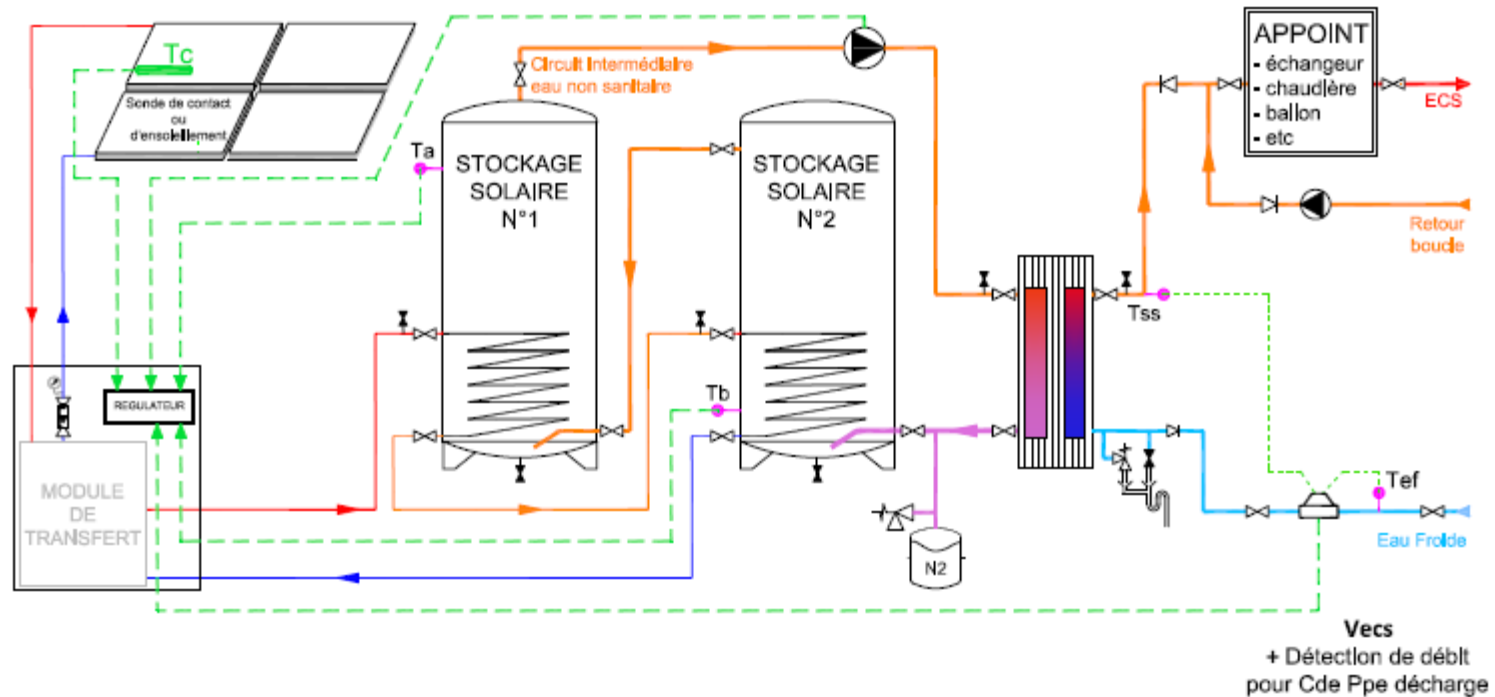 Tc
Sonde de contact
ou
d'ensoleillement
Circuit Intermédiaire
eau non sanitaire
APPOINT
- échangeur
- chaudière
- ballon
- etc
ECS
Ta
STOCKAGE
SOLAIRE
N°1
STOCKAGE
SOLAIRE
N°2
Retour
boucle
Tss
REGULATEUR
Tb
MODULE
DE
TRANSFERT
Tef
Eau Froide
N2
Vecs
+ Détection de débit
pour Cde Ppe décharge